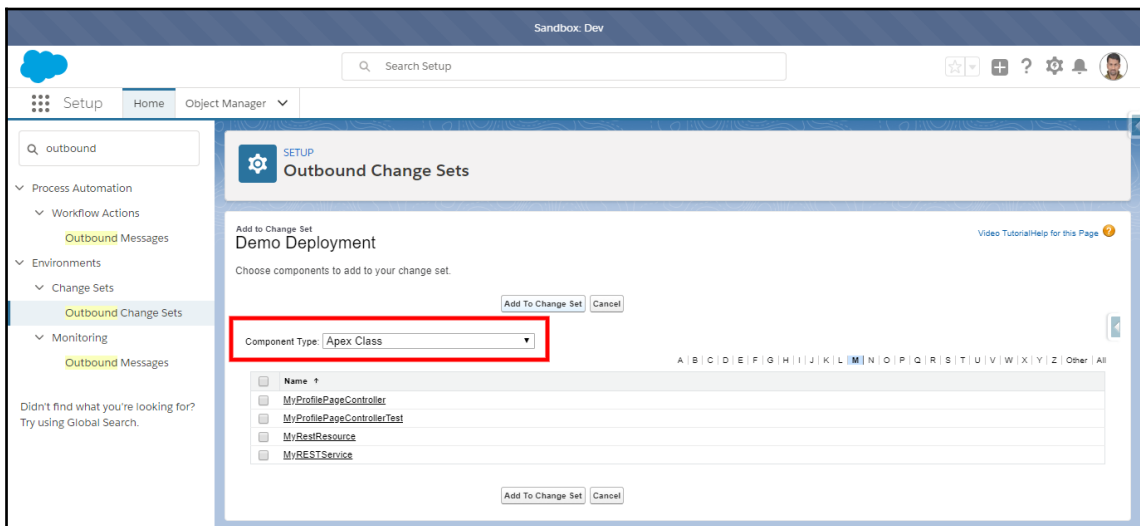 Sandbox: Dev
Search Setup
Setup Home Object Manager
outbound
Process Automation
Workflow Actions
Outbound Messages
Environments
Change Sets
Outbound Change Sets
Monitoring
Outbound Messages
Didn't find what you're looking for?
Try using Global Search.
SETUP
Outbound Change Sets
Add to Change Set
Demo Deployment
Video TutorialHelp for this Page
Choose components to add to your change set.
Add To Change Set Cancel
Component Type: Apex Class
A | B | C | D | E | F | G | H | I | J | K | L | M | N | O | P | Q | R | S | T | U | V | W | X | Y | Z | Other | All
Name ↑
MyProfilePageController
MyProfilePageControllerTest
MyRestResource
MyRESTService
Add To Change Set Cancel